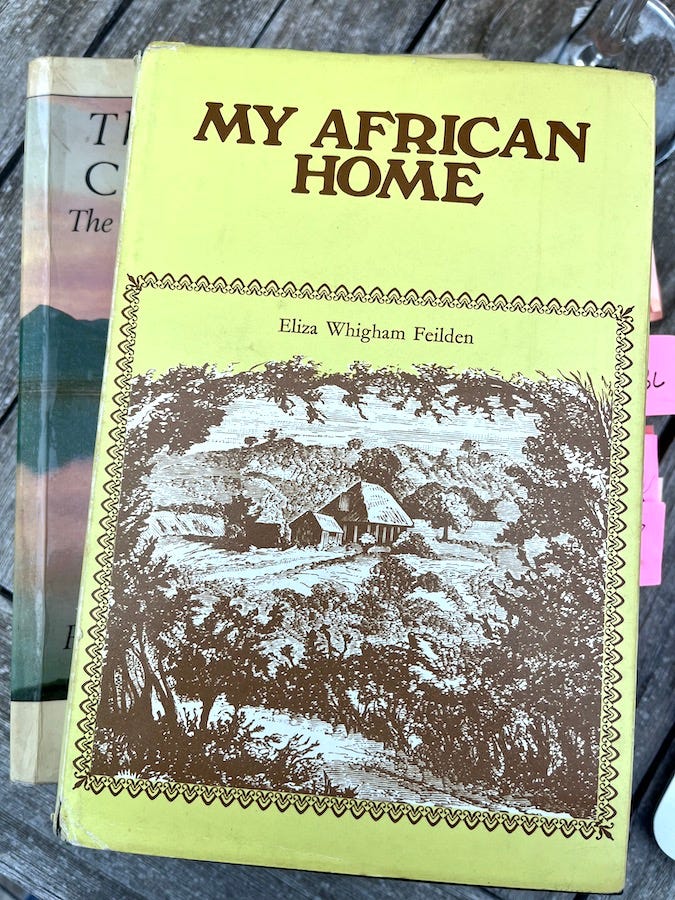 MY AFRICAN
HOME
Eliza Whigham Feilden
The